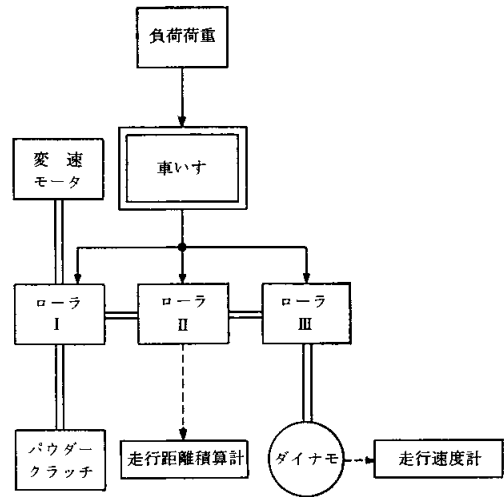 負荷荷重
車いす
変速
モータ
ローラ
I
ローラ
II
ローラ
III
パウダー
クラッチ
走行距離積算計
ダイナモ
走行速度計